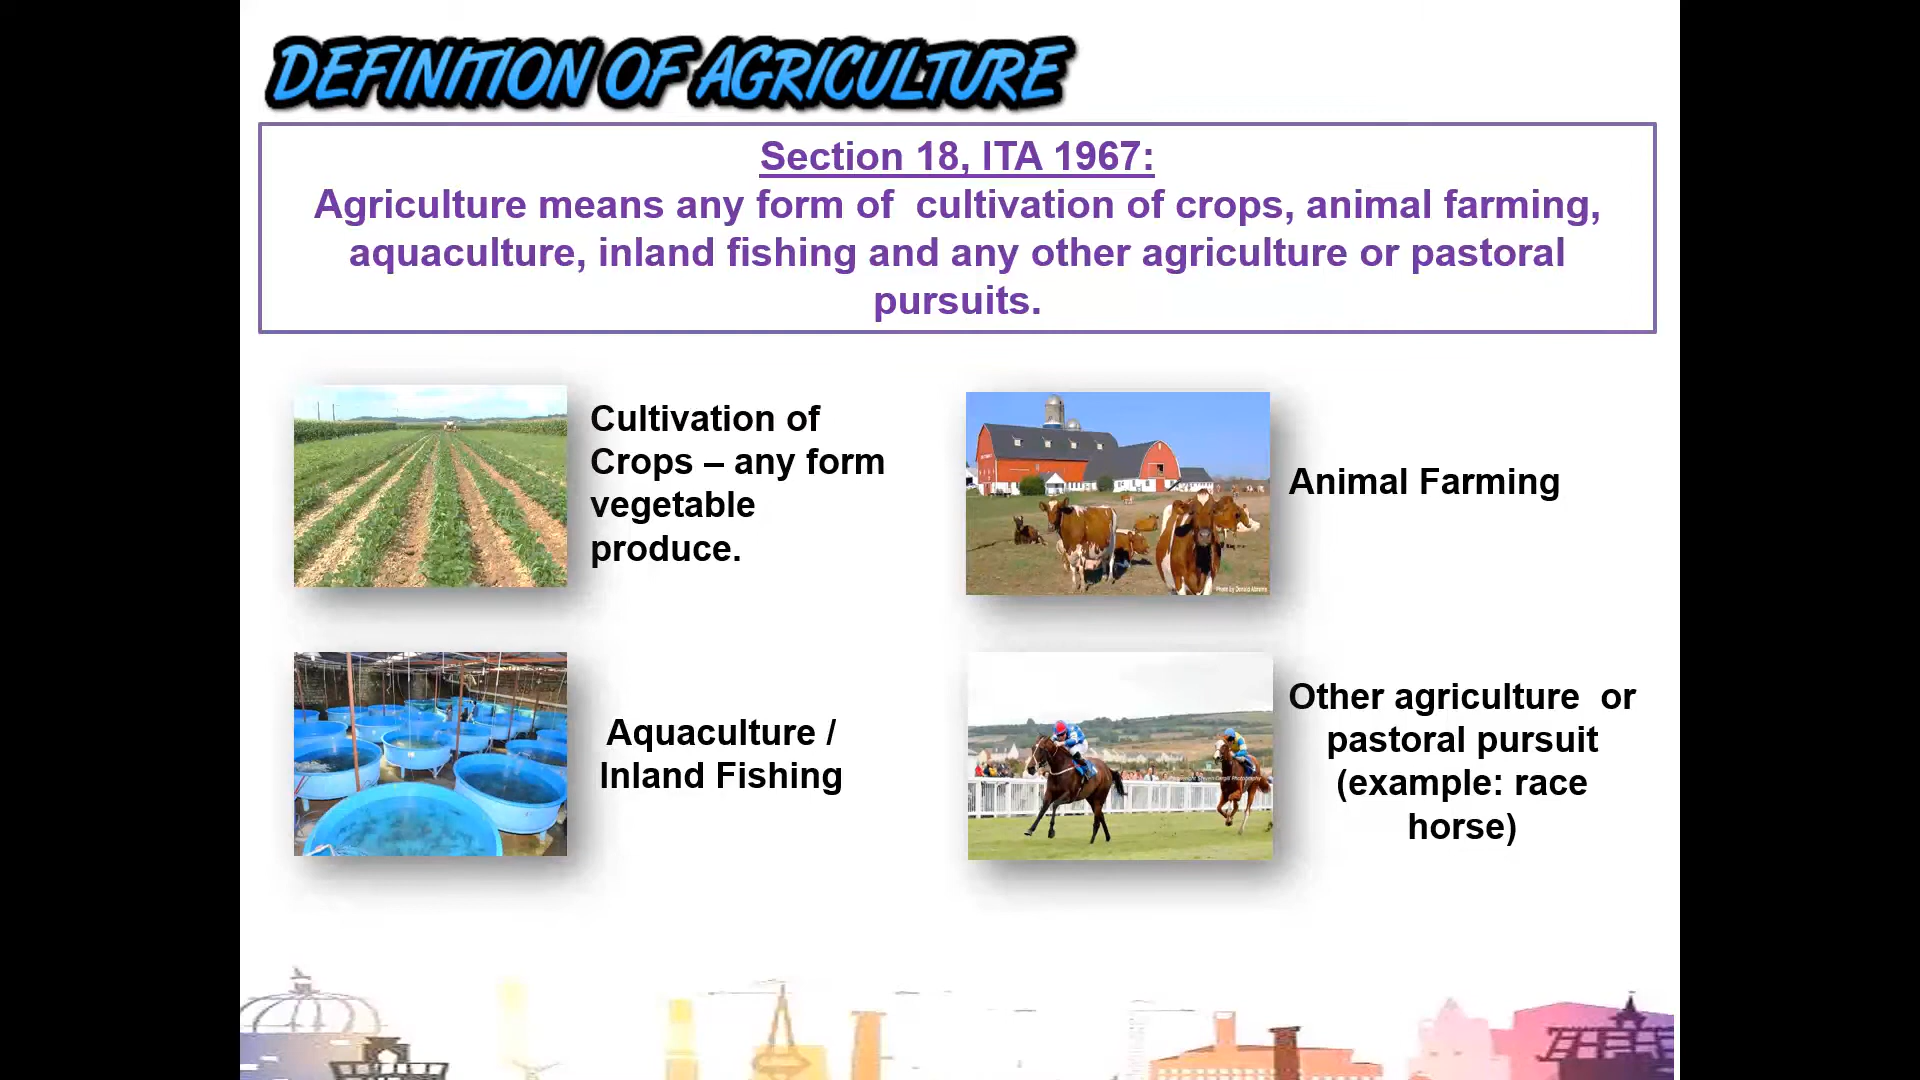 DEFINITION OF AGRICULTURE
Section 18, ITA 1967:
Agriculture means any form of  cultivation of crops, animal farming,
aquaculture, inland fishing and any other agriculture or pastoral
pursuits.
Cultivation of
Crops – any form
vegetable
produce.
Animal Farming
Aquaculture /
Inland Fishing
Other agriculture  or
pastoral pursuit
(example: race
horse)